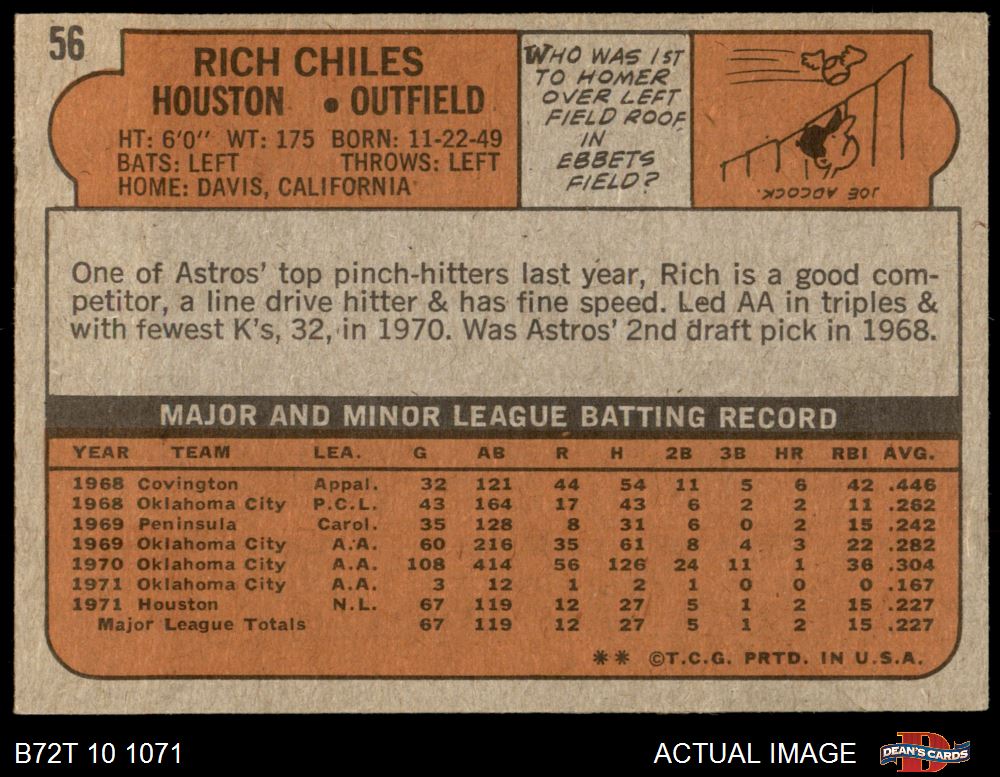 56
RICH CHILES
HOUSTON • OUTFIELD
HT: 6'0" WT: 175 BORN: 11-22-49
BATS: LEFT THROWS: LEFT
HOME: DAVIS, CALIFORNIA
WHO WAS 1ST
TO HOMER
OVER LEFT
FIELD ROOF
IN
EBBETS
FIELD?
JOE ADCOCK.
One of Astros' top pinch-hitters last year, Rich is a good com-
petitor, a line drive hitter & has fine speed. Led AA in triples &
with fewest K's, 32, in 1970. Was Astros' 2nd draft pick in 1968.
MAJOR AND MINOR LEAGUE BATTING RECORD
YEAR TEAM LEA. G AB R H 2B 3B HR RBI AVG.
1968 Covington Appal. 32 121 44 54 11 5 6 42 .446
1968 Oklahoma City P.C.L. 43 164 17 43 6 2 2 11 .262
1969 Peninsula Carol. 35 128 8 31 6 0 2 15 .242
1969 Oklahoma City A.A. 60 216 35 61 8 4 3 22 .282
1970 Oklahoma City A.A. 108 414 56 126 24 11 1 36 .304
1971 Oklahoma City A.A. 3 12 1 2 1 0 0 0 .167
1971 Houston N.L. 67 119 12 27 5 1 2 15 .227
Major League Totals 67 119 12 27 5 1 2 15 .227
** ©T.C.G. PRTD. IN U.S.A.
B72T 10 1071
ACTUAL IMAGE
DEAN'S CARDS